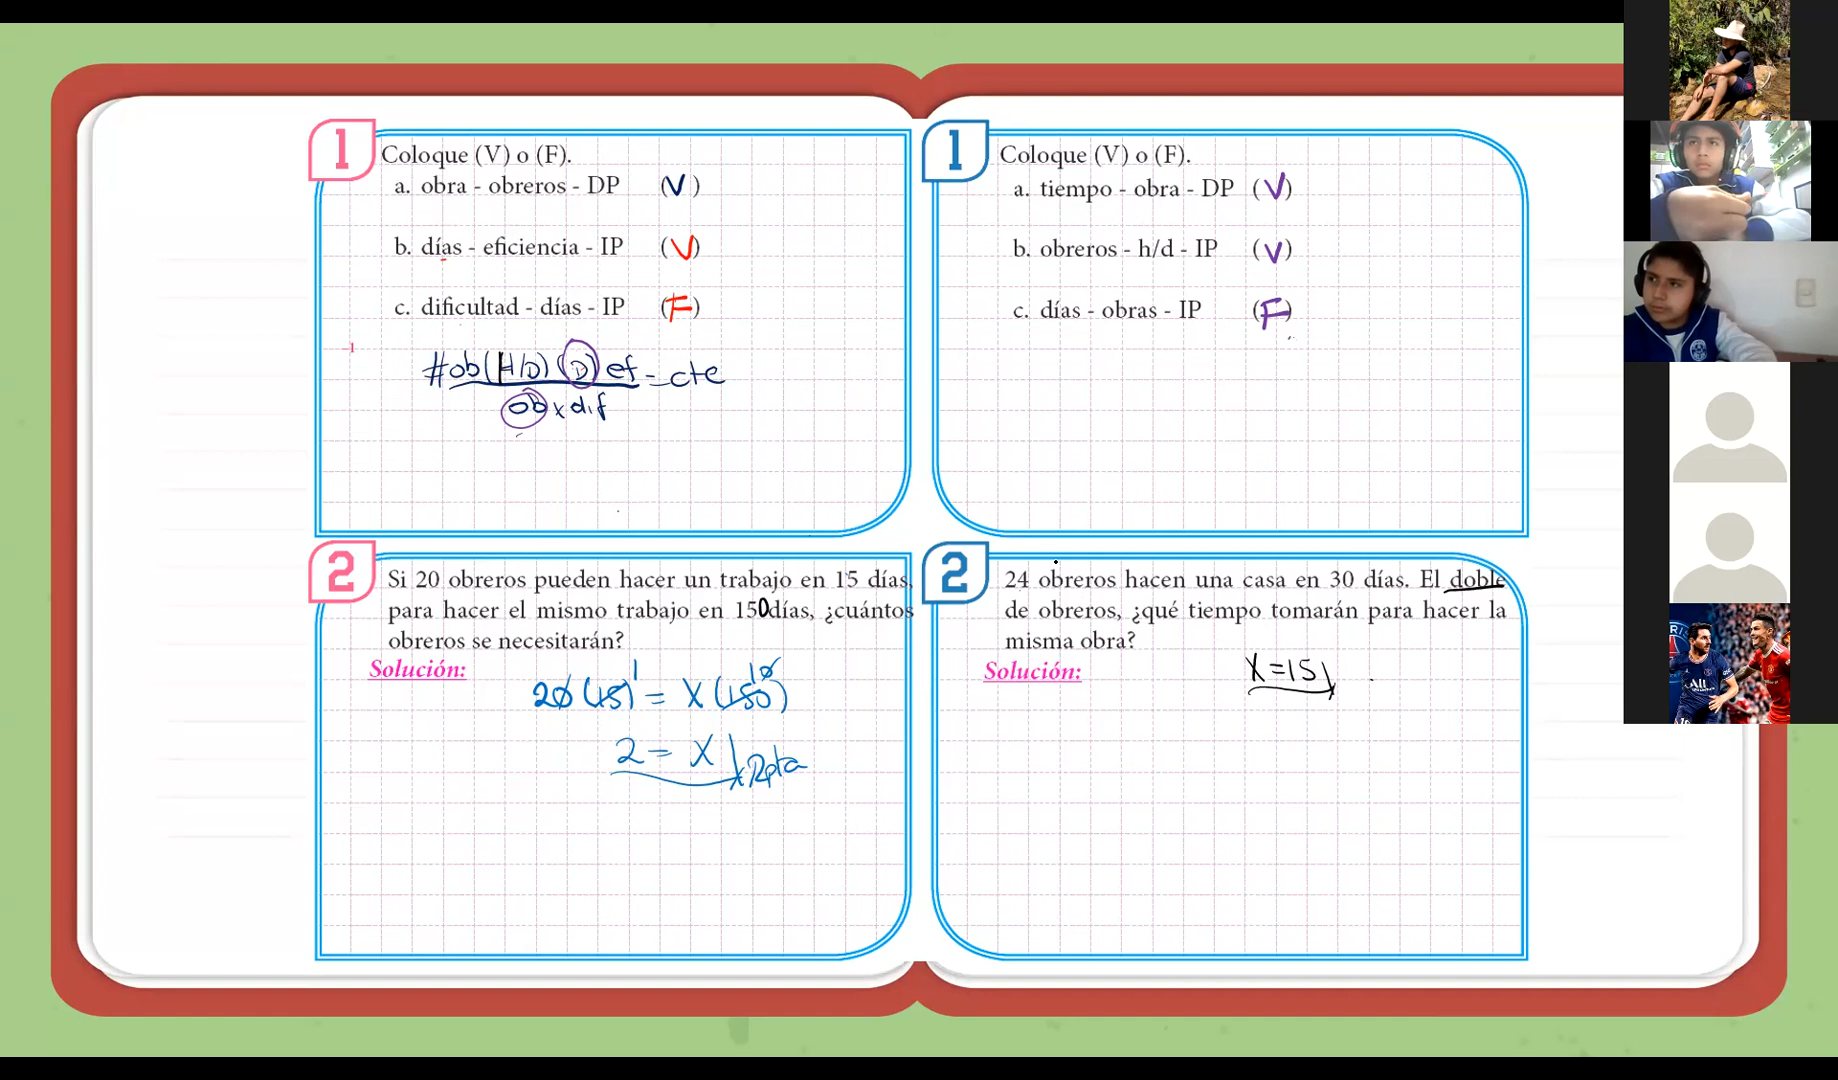 1
Coloque (V) o (F).
a. obra - obreros - DP (V)
b. días - eficiencia - IP (V)
c. dificultad - días - IP (F)
-1
#ob(H/D) (D) ef = cte
ob x dif
1
Coloque (V) o (F).
a. tiempo - obra - DP (V)
b. obreros - h/d - IP (V)
c. días - obras - IP (F)
2
Si 20 obreros pueden hacer un trabajo en 15 días,
para hacer el mismo trabajo en 150 días, ¿cuántos
obreros se necesitarán?
Solución:
1 10
20 (15) = X (150)
2 = X Rpta
2
24 obreros hacen una casa en 30 días. El doble
de obreros, ¿qué tiempo tomarán para hacer la
misma obra?
Solución:
X = 15